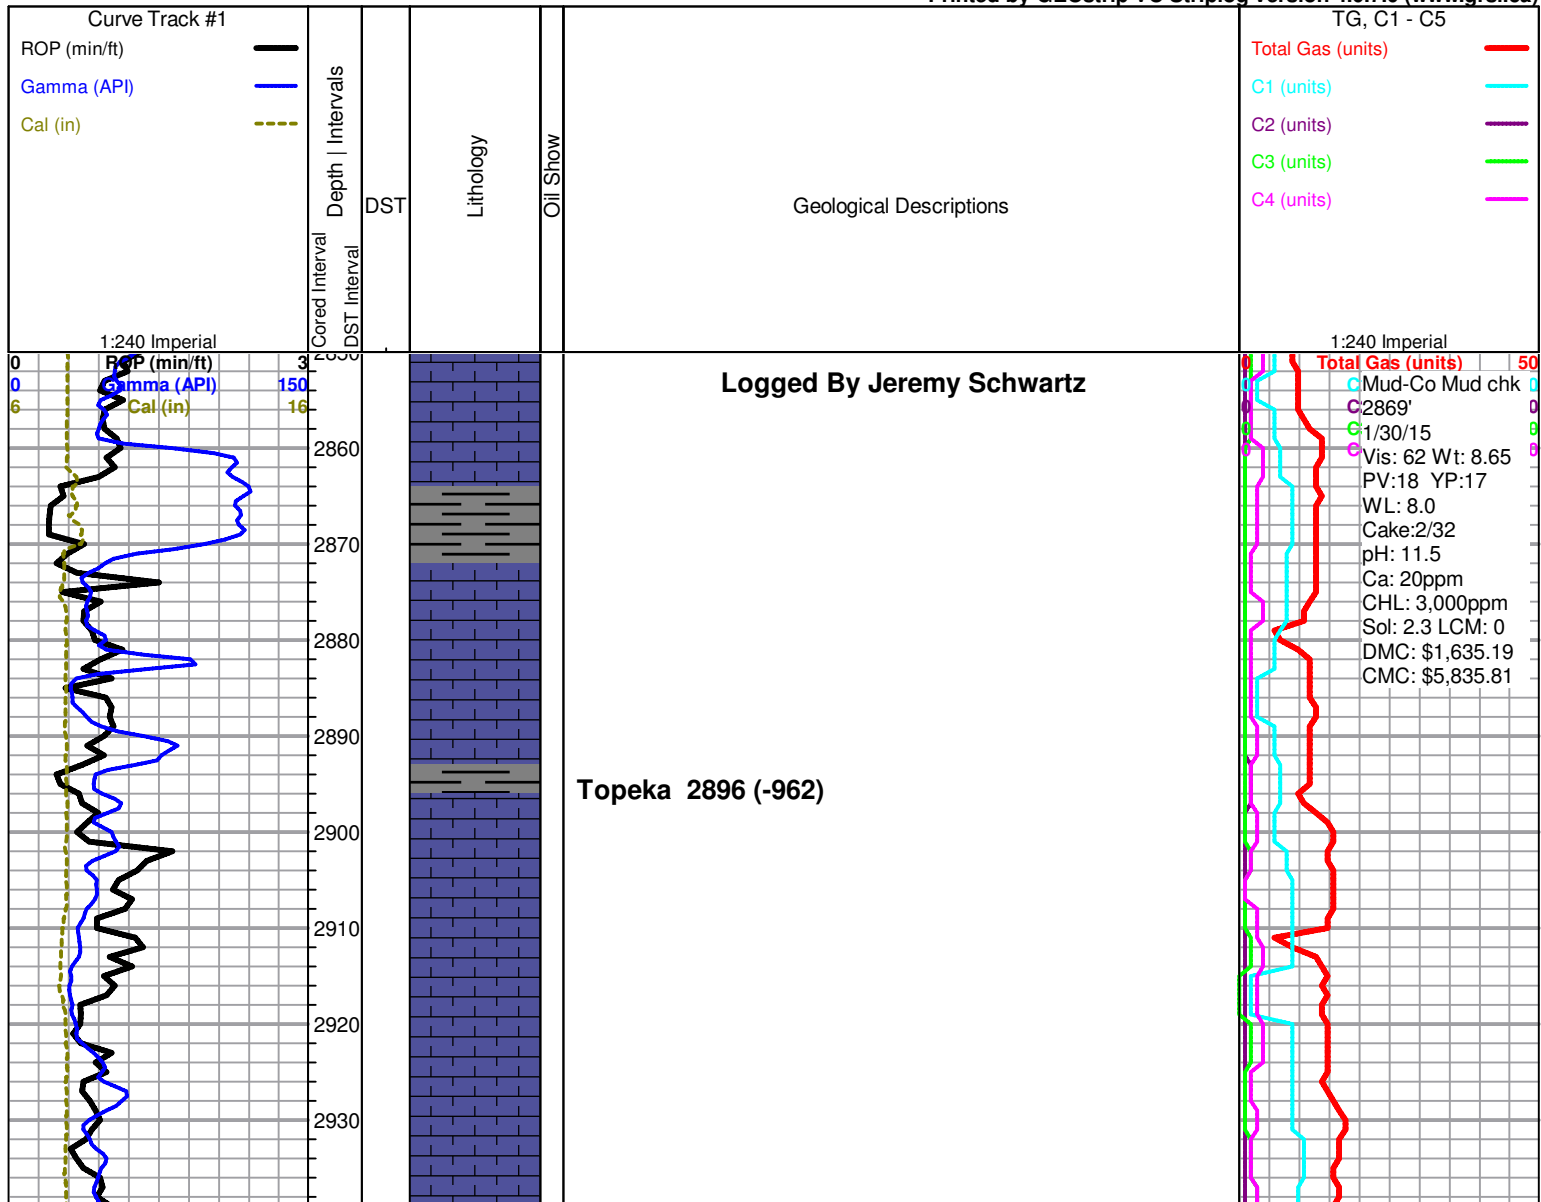 Curve Track #1
ROP (min/ft)
Gamma (API)
Cal (in)
1:240 Imperial
Depth | Intervals
Cored Interval
DST Interval
DST
Lithology
Oil Show
Geological Descriptions
TG, C1 - C5
Total Gas (units)
C1 (units)
C2 (units)
C3 (units)
C4 (units)
1:240 Imperial
0 ROP (min/ft) 3
0 Gamma (API) 150
6 Cal (in) 16
2850
2860
2870
2880
2890
2900
2910
2920
2930
Logged By Jeremy Schwartz
Topeka 2896 (-962)
0 Total Gas (units) 50
Mud-Co Mud chk
2869'
1/30/15
Vis: 62 Wt: 8.65
PV:18 YP:17
WL: 8.0
Cake:2/32
pH: 11.5
Ca: 20ppm
CHL: 3,000ppm
Sol: 2.3 LCM: 0
DMC: $1,635.19
CMC: $5,835.81